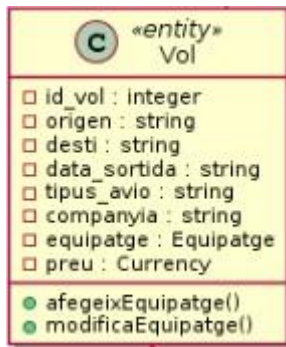 C «entity»
Vol
id_vol : integer
origen : string
desti : string
data_sortida : string
tipus_avio : string
companyia : string
equipatge : Equipatge
preu : Currency
afegeixEquipatge()
modificaEquipatge()